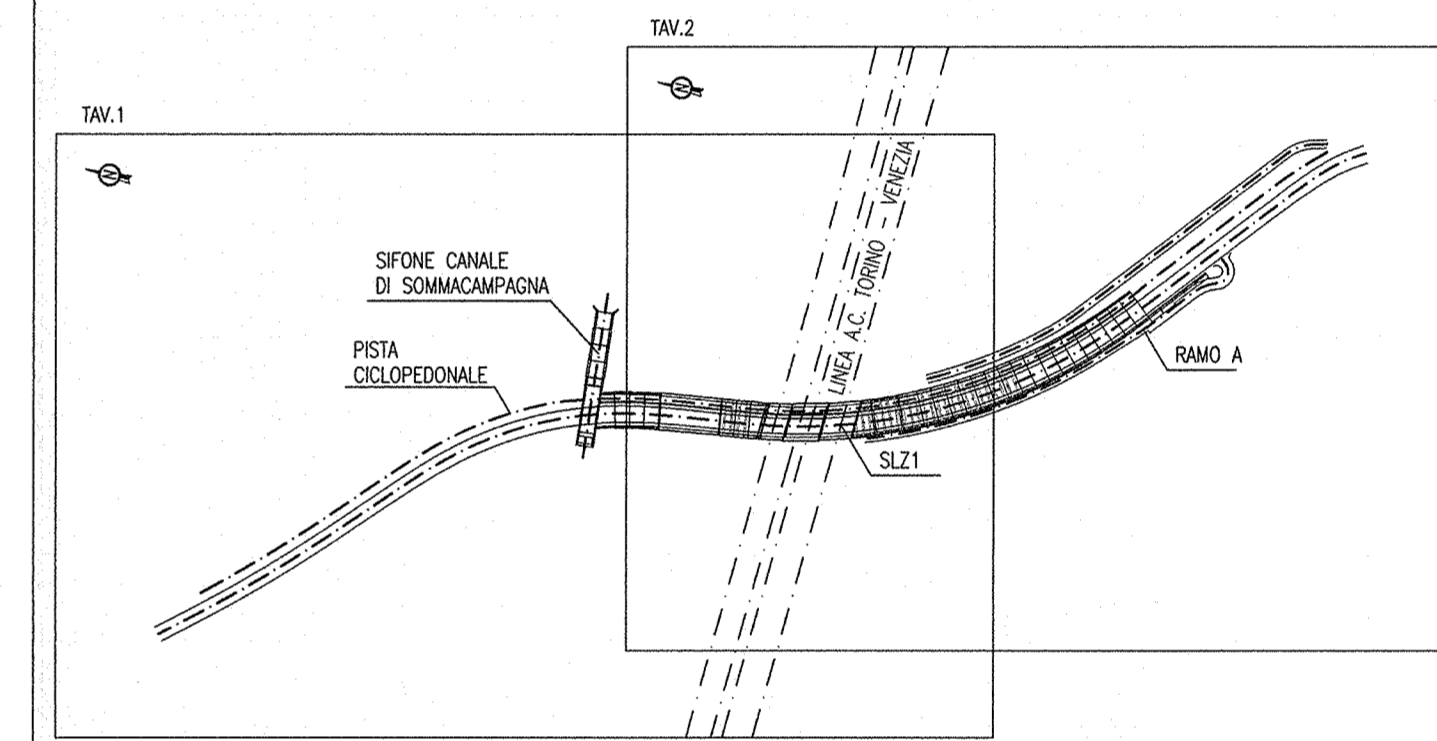 TAV.2
N
TAV.1
N
LINEA A.C. TORINO - VENEZIA
SIFONE CANALE
DI SOMMACAMPAGNA
PISTA
CICLOPEDONALE
RAMO A
SLZ1